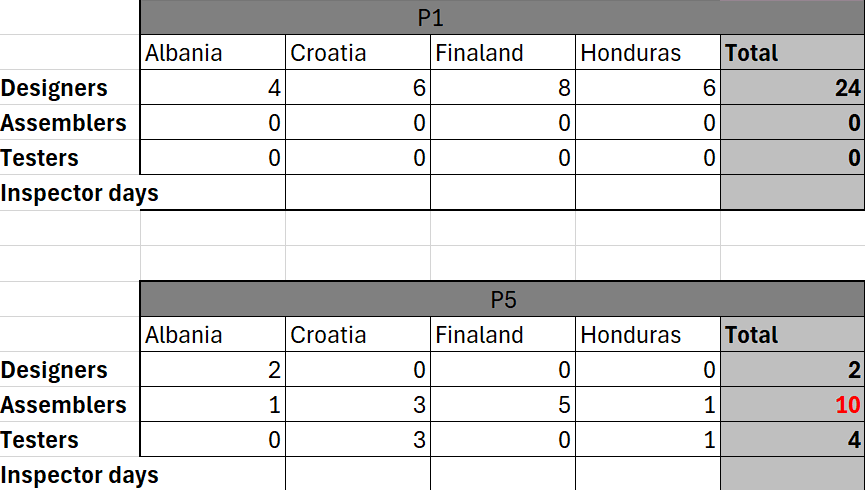 P1
Albania Croatia Finaland Honduras Total
Designers 4 6 8 6 24
Assemblers 0 0 0 0 0
Testers 0 0 0 0 0
Inspector days
P5
Albania Croatia Finaland Honduras Total
Designers 2 0 0 0 2
Assemblers 1 3 5 1 10
Testers 0 3 0 1 4
Inspector days